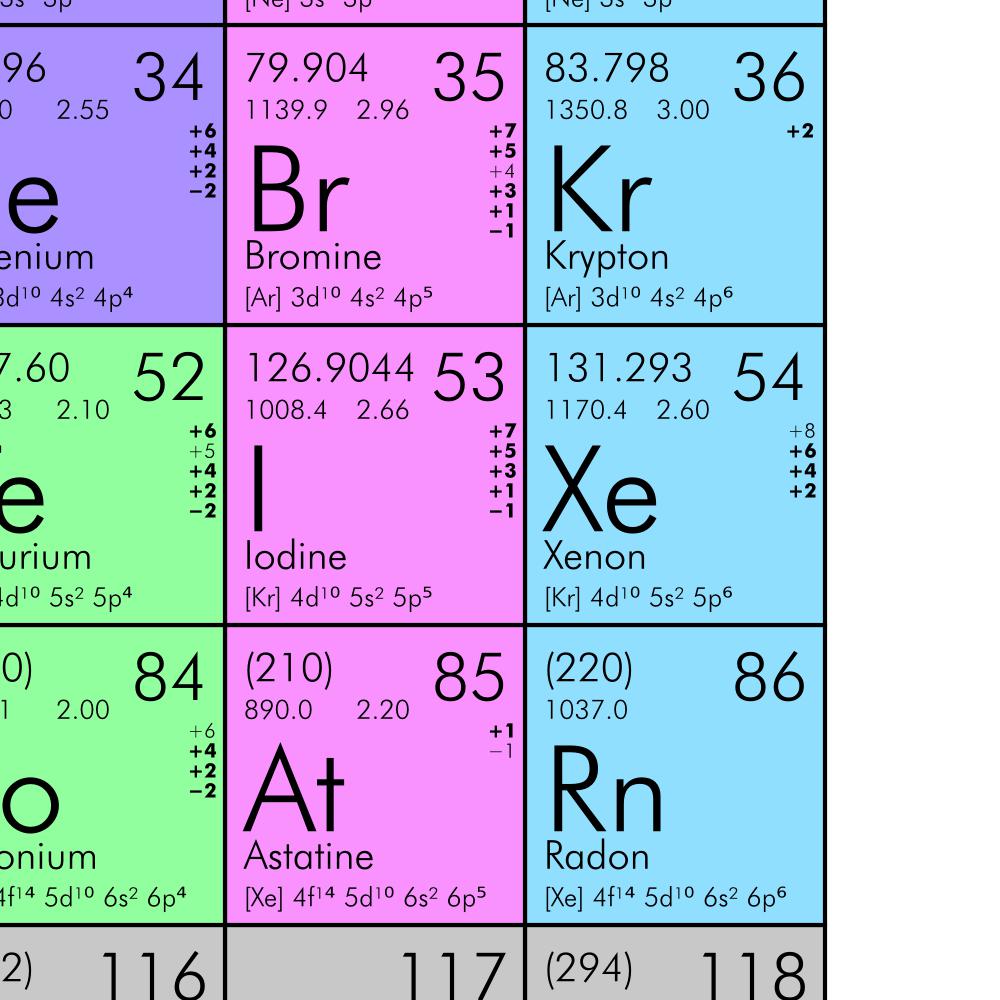 96 34
0 2.55
+6
+4
+2
−2
e
enium
3d¹⁰ 4s² 4p⁴
79.904 35
1139.9 2.96
+7
+5
+4
+3
+1
−1
Br
Bromine
[Ar] 3d¹⁰ 4s² 4p⁵
83.798 36
1350.8 3.00
+2
Kr
Krypton
[Ar] 3d¹⁰ 4s² 4p⁶
7.60 52
3 2.10
+6
+5
+4
+2
−2
e
urium
4d¹⁰ 5s² 5p⁴
126.9044 53
1008.4 2.66
+7
+5
+3
+1
−1
I
Iodine
[Kr] 4d¹⁰ 5s² 5p⁵
131.293 54
1170.4 2.60
+8
+6
+4
+2
Xe
Xenon
[Kr] 4d¹⁰ 5s² 5p⁶
0) 84
1 2.00
+6
+4
+2
−2
o
onium
4f¹⁴ 5d¹⁰ 6s² 6p⁴
(210) 85
890.0 2.20
+1
−1
At
Astatine
[Xe] 4f¹⁴ 5d¹⁰ 6s² 6p⁵
(220) 86
1037.0
Rn
Radon
[Xe] 4f¹⁴ 5d¹⁰ 6s² 6p⁶
2) 116
117
(294) 118